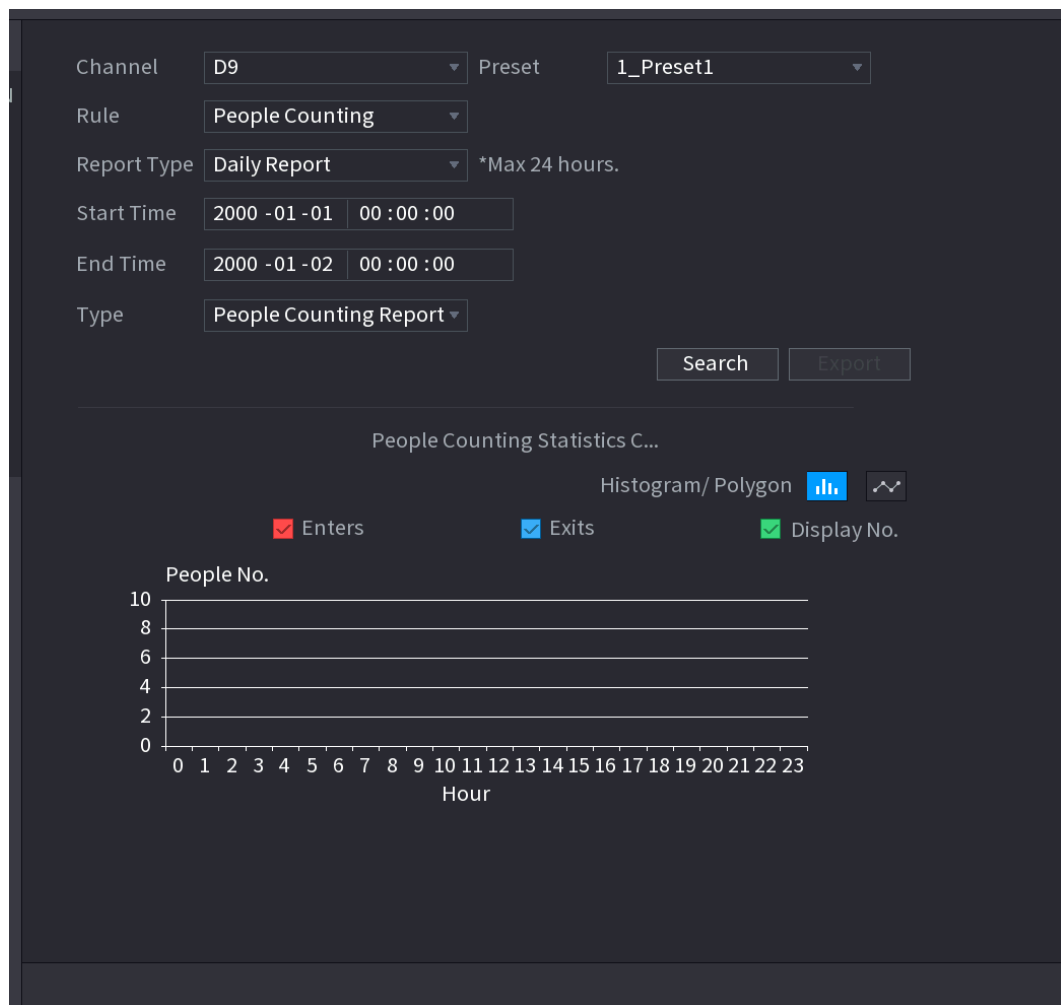 Channel D9 Preset 1_Preset1
Rule People Counting
Report Type Daily Report *Max 24 hours.
Start Time 2000 -01 -01 00 : 00 : 00
End Time 2000 -01 -02 00 : 00 : 00
Type People Counting Report
Search Export
People Counting Statistics C...
Histogram/ Polygon
Enters Exits Display No.
People No.
10
8
6
4
2
0
0 1 2 3 4 5 6 7 8 9 10 11 12 13 14 15 16 17 18 19 20 21 22 23
Hour